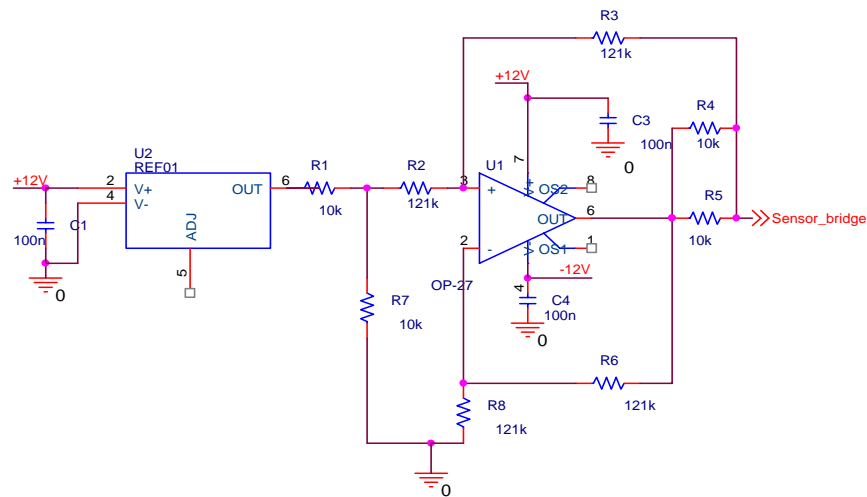 R3
121k
+12V
C3
100n
0
R4
10k
U2
REF01
+12V
2
4
V+
V-
OUT
6
ADJ
5
C1
100n
0
R1
10k
R2
121k
U1
3
+
7
V+
OS2
8
OUT
6
2
-
OS1
1
V-
4
OP-27
-12V
C4
100n
0
R5
10k
Sensor_bridge
R7
10k
R6
121k
R8
121k
0